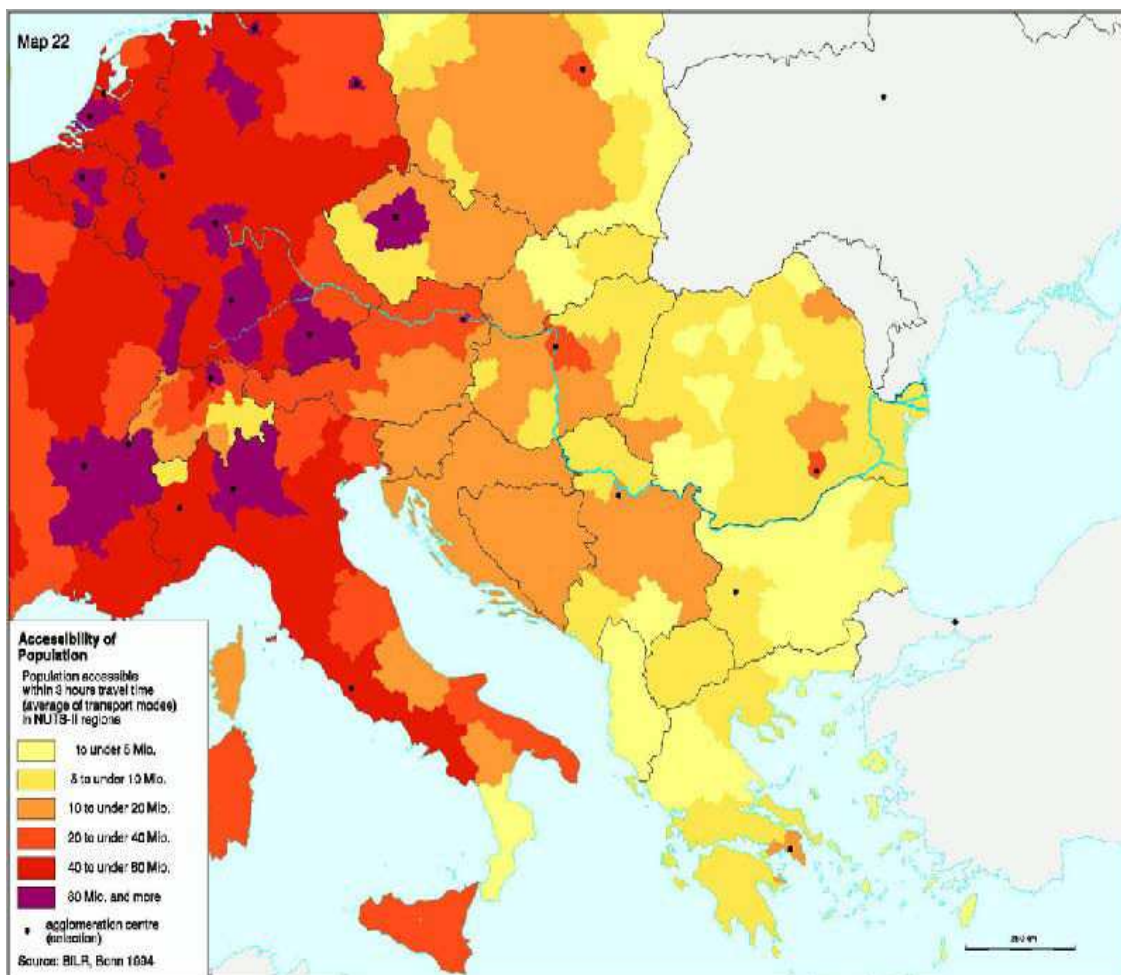 Map 22
Accessibility of
Population
Population accessible
within 3 hours travel time
(average of transport modes)
in NUTS-II regions
to under 5 Mio.
5 to under 10 Mio.
10 to under 20 Mio.
20 to under 40 Mio.
40 to under 80 Mio.
80 Mio. and more
agglomeration centre
(selection)
Source: BfLR, Bonn 1994